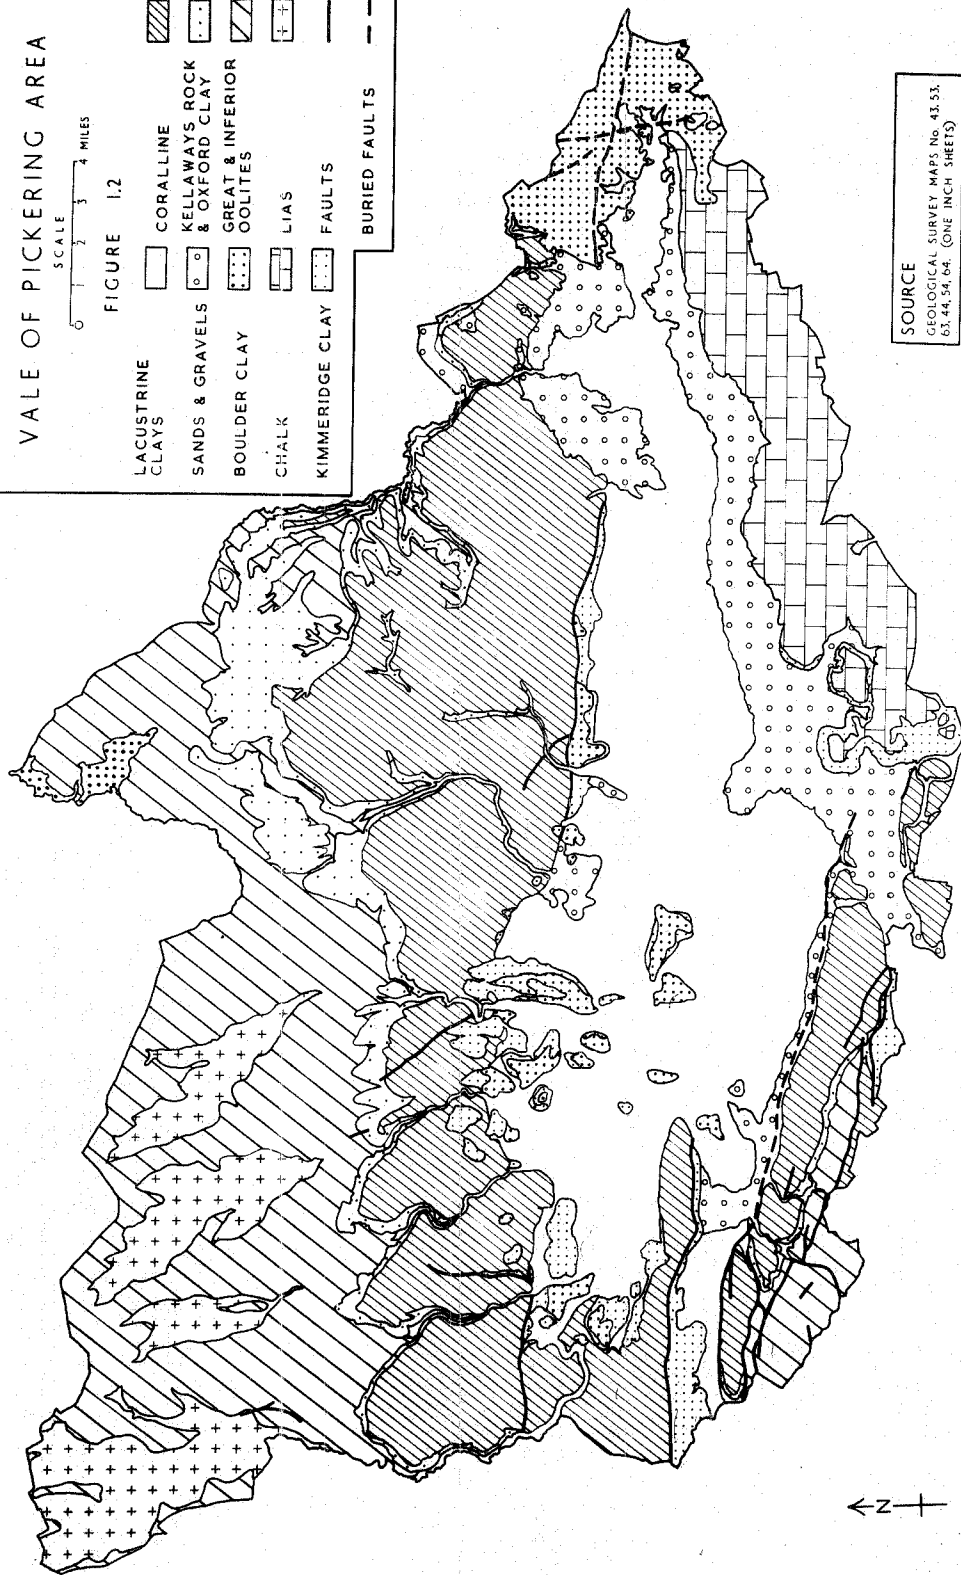 VALE OF PICKERING AREA
SCALE
0 1 2 3 4 MILES
FIGURE 1.2
LACUSTRINE
CLAYS
SANDS & GRAVELS
BOULDER CLAY
CHALK
KIMMERIDGE CLAY
CORALLINE
KELLAWAYS ROCK
& OXFORD CLAY
GREAT & INFERIOR
OOLITES
LIAS
FAULTS
BURIED FAULTS
SOURCE
GEOLOGICAL SURVEY MAPS No. 43, 53,
63, 44, 54, 64. (ONE INCH SHEETS)
N